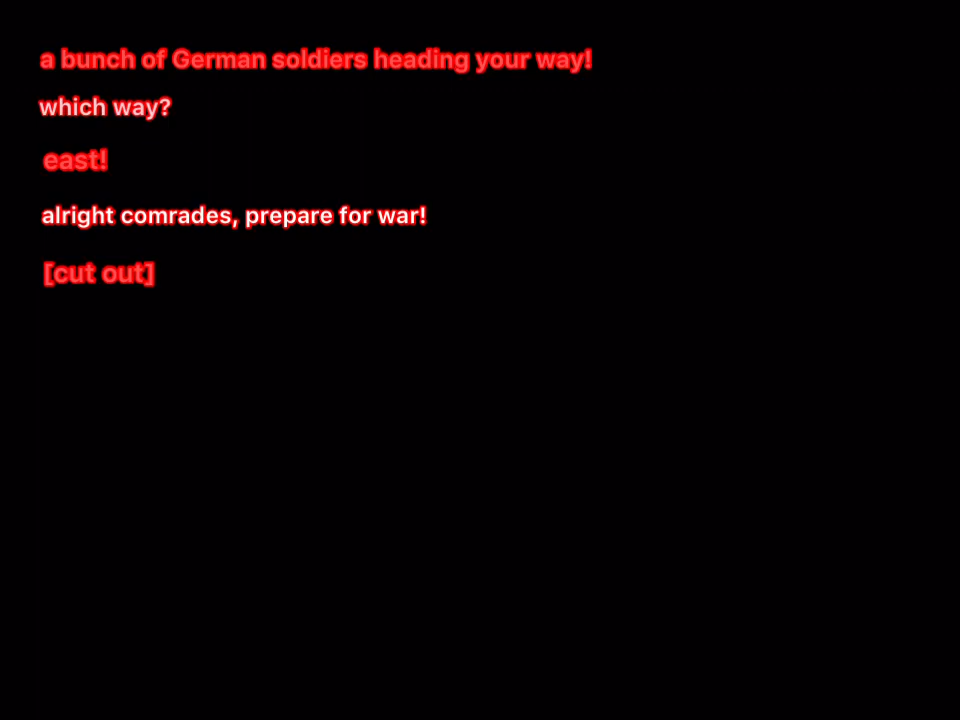 a bunch of German soldiers heading your way!
which way?
east!
alright comrades, prepare for war!
[cut out]